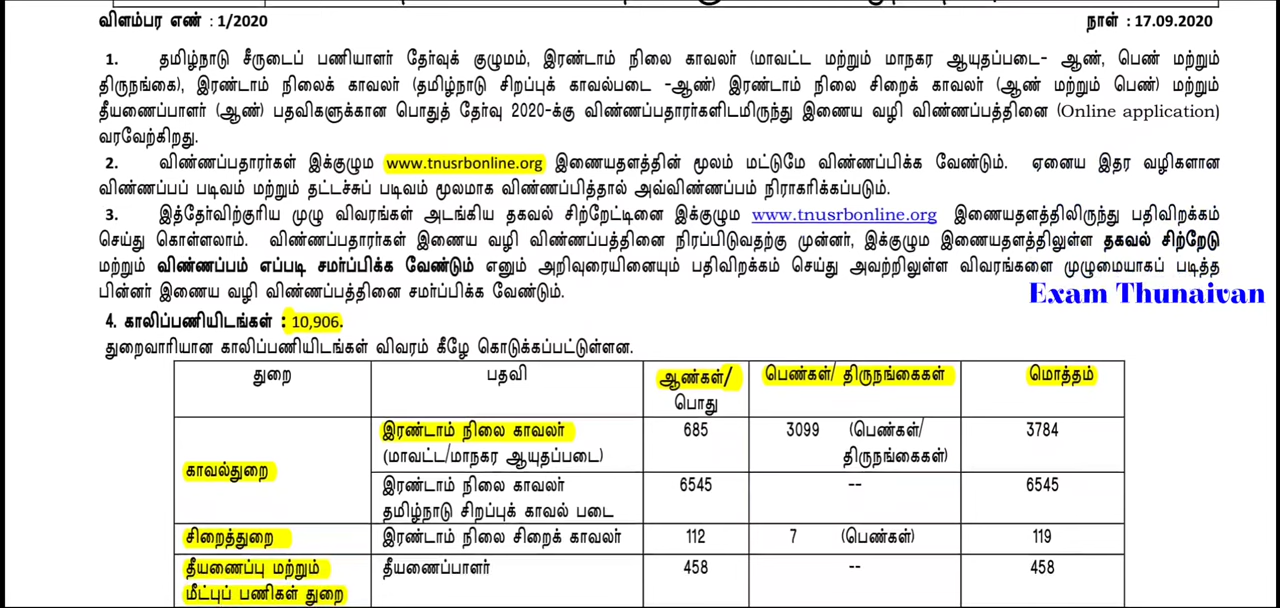 விளம்பர எண் : 1/2020 நாள் : 17.09.2020
1. தமிழ்நாடு சீருடைப் பணியாளர் தேர்வுக் குழுமம், இரண்டாம் நிலை காவலர் (மாவட்ட மற்றும் மாநகர ஆயுதப்படை- ஆண், பெண் மற்றும்
திருநங்கை), இரண்டாம் நிலைக் காவலர் (தமிழ்நாடு சிறப்புக் காவல்படை -ஆண்) இரண்டாம் நிலை சிறைக் காவலர் (ஆண் மற்றும் பெண்) மற்றும்
தீயணைப்பாளர் (ஆண்) பதவிகளுக்கான பொதுத் தேர்வு 2020-க்கு விண்ணப்பதாரர்களிடமிருந்து இணைய வழி விண்ணப்பத்தினை (Online application)
வரவேற்கிறது.
2. விண்ணப்பதாரர்கள் இக்குழும www.tnusrbonline.org இணையதளத்தின் மூலம் மட்டுமே விண்ணப்பிக்க வேண்டும். ஏனைய இதர வழிகளான
விண்ணப்பப் படிவம் மற்றும் தட்டச்சுப் படிவம் மூலமாக விண்ணப்பித்தால் அவ்விண்ணப்பம் நிராகரிக்கப்படும்.
3. இத்தேர்விற்குரிய முழு விவரங்கள் அடங்கிய தகவல் சிற்றேட்டினை இக்குழும www.tnusrbonline.org இணையதளத்திலிருந்து பதிவிறக்கம்
செய்து கொள்ளலாம். விண்ணப்பதாரர்கள் இணைய வழி விண்ணப்பத்தினை நிரப்பிடுவதற்கு முன்னர், இக்குழும இணையதளத்திலுள்ள தகவல் சிற்றேடு
மற்றும் விண்ணப்பம் எப்படி சமர்ப்பிக்க வேண்டும் எனும் அறிவுரையினையும் பதிவிறக்கம் செய்து அவற்றிலுள்ள விவரங்களை முழுமையாகப் படித்த
பின்னர் இணைய வழி விண்ணப்பத்தினை சமர்ப்பிக்க வேண்டும்.
Exam Thunaivan
4. காலிப்பணியிடங்கள் : 10,906.
துறைவாரியான காலிப்பணியிடங்கள் விவரம் கீழே கொடுக்கப்பட்டுள்ளன.
துறை பதவி ஆண்கள்/ பெண்கள்/ திருநங்கைகள் மொத்தம்
பொது
இரண்டாம் நிலை காவலர் 685 3099 (பெண்கள்/ 3784
(மாவட்ட/மாநகர ஆயுதப்படை) திருநங்கைகள்)
காவல்துறை
இரண்டாம் நிலை காவலர் 6545 -- 6545
தமிழ்நாடு சிறப்புக் காவல் படை
சிறைத்துறை இரண்டாம் நிலை சிறைக் காவலர் 112 7 (பெண்கள்) 119
தீயணைப்பு மற்றும் தீயணைப்பாளர் 458 -- 458
மீட்புப் பணிகள் துறை